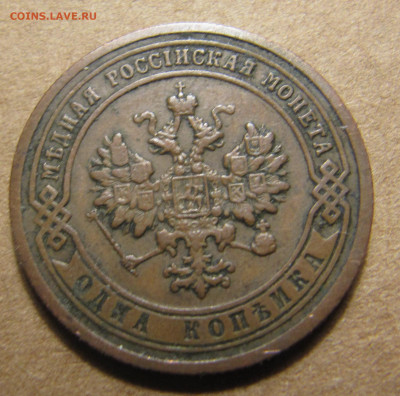 COINS.LAVE.RU
МѢДНАЯ РОССІЙСКАЯ МОНЕТА
ОДНА КОПѢЙКА